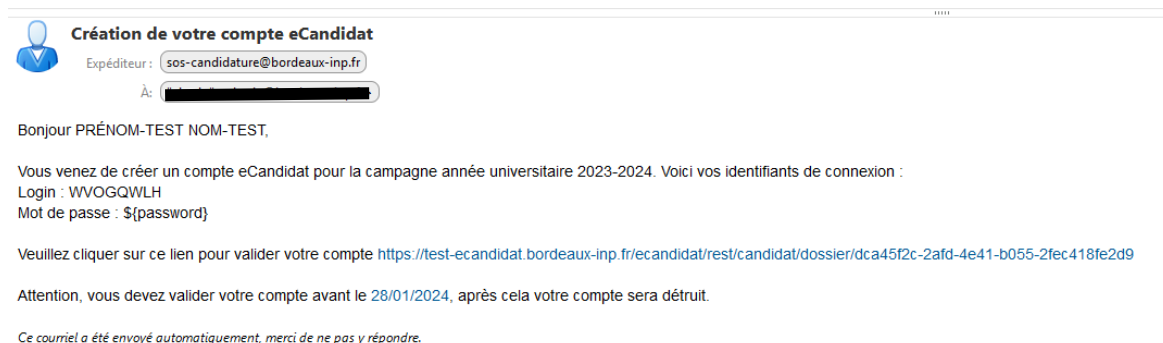 Création de votre compte eCandidat
Expéditeur : sos-candidature@bordeaux-inp.fr
À:
Bonjour PRÉNOM-TEST NOM-TEST,
Vous venez de créer un compte eCandidat pour la campagne année universitaire 2023-2024. Voici vos identifiants de connexion :
Login : WVOGQWLH
Mot de passe : ${password}
Veuillez cliquer sur ce lien pour valider votre compte https://test-ecandidat.bordeaux-inp.fr/ecandidat/rest/candidat/dossier/dca45f2c-2afd-4e41-b055-2fec418fe2d9
Attention, vous devez valider votre compte avant le 28/01/2024, après cela votre compte sera détruit.
Ce courriel a été envoyé automatiquement, merci de ne pas y répondre.